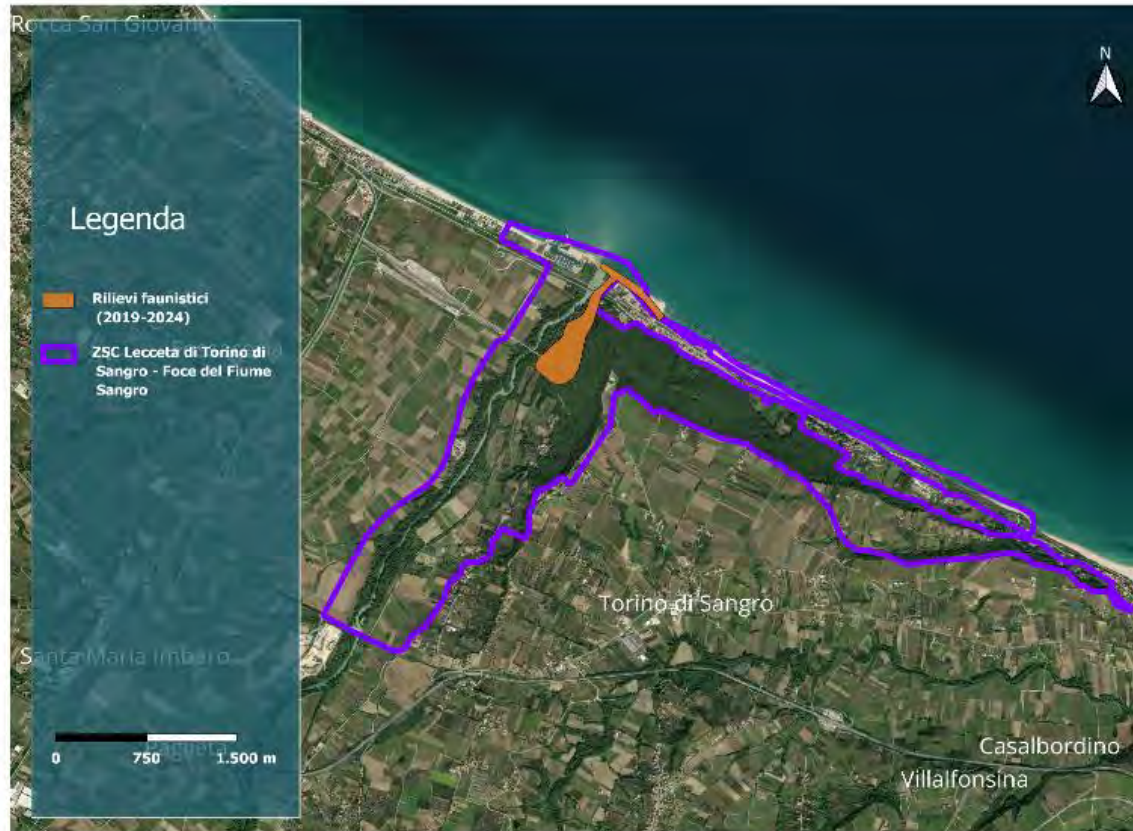 Rocca San Giovanni
N
Legenda
Rilievi faunistici
(2019-2024)
ZSC Lecceta di Torino di
Sangro - Foce del Fiume
Sangro
Torino di Sangro
Santa Maria Imbaro
Paglieta
0 750 1.500 m
Casalbordino
Villalfonsina